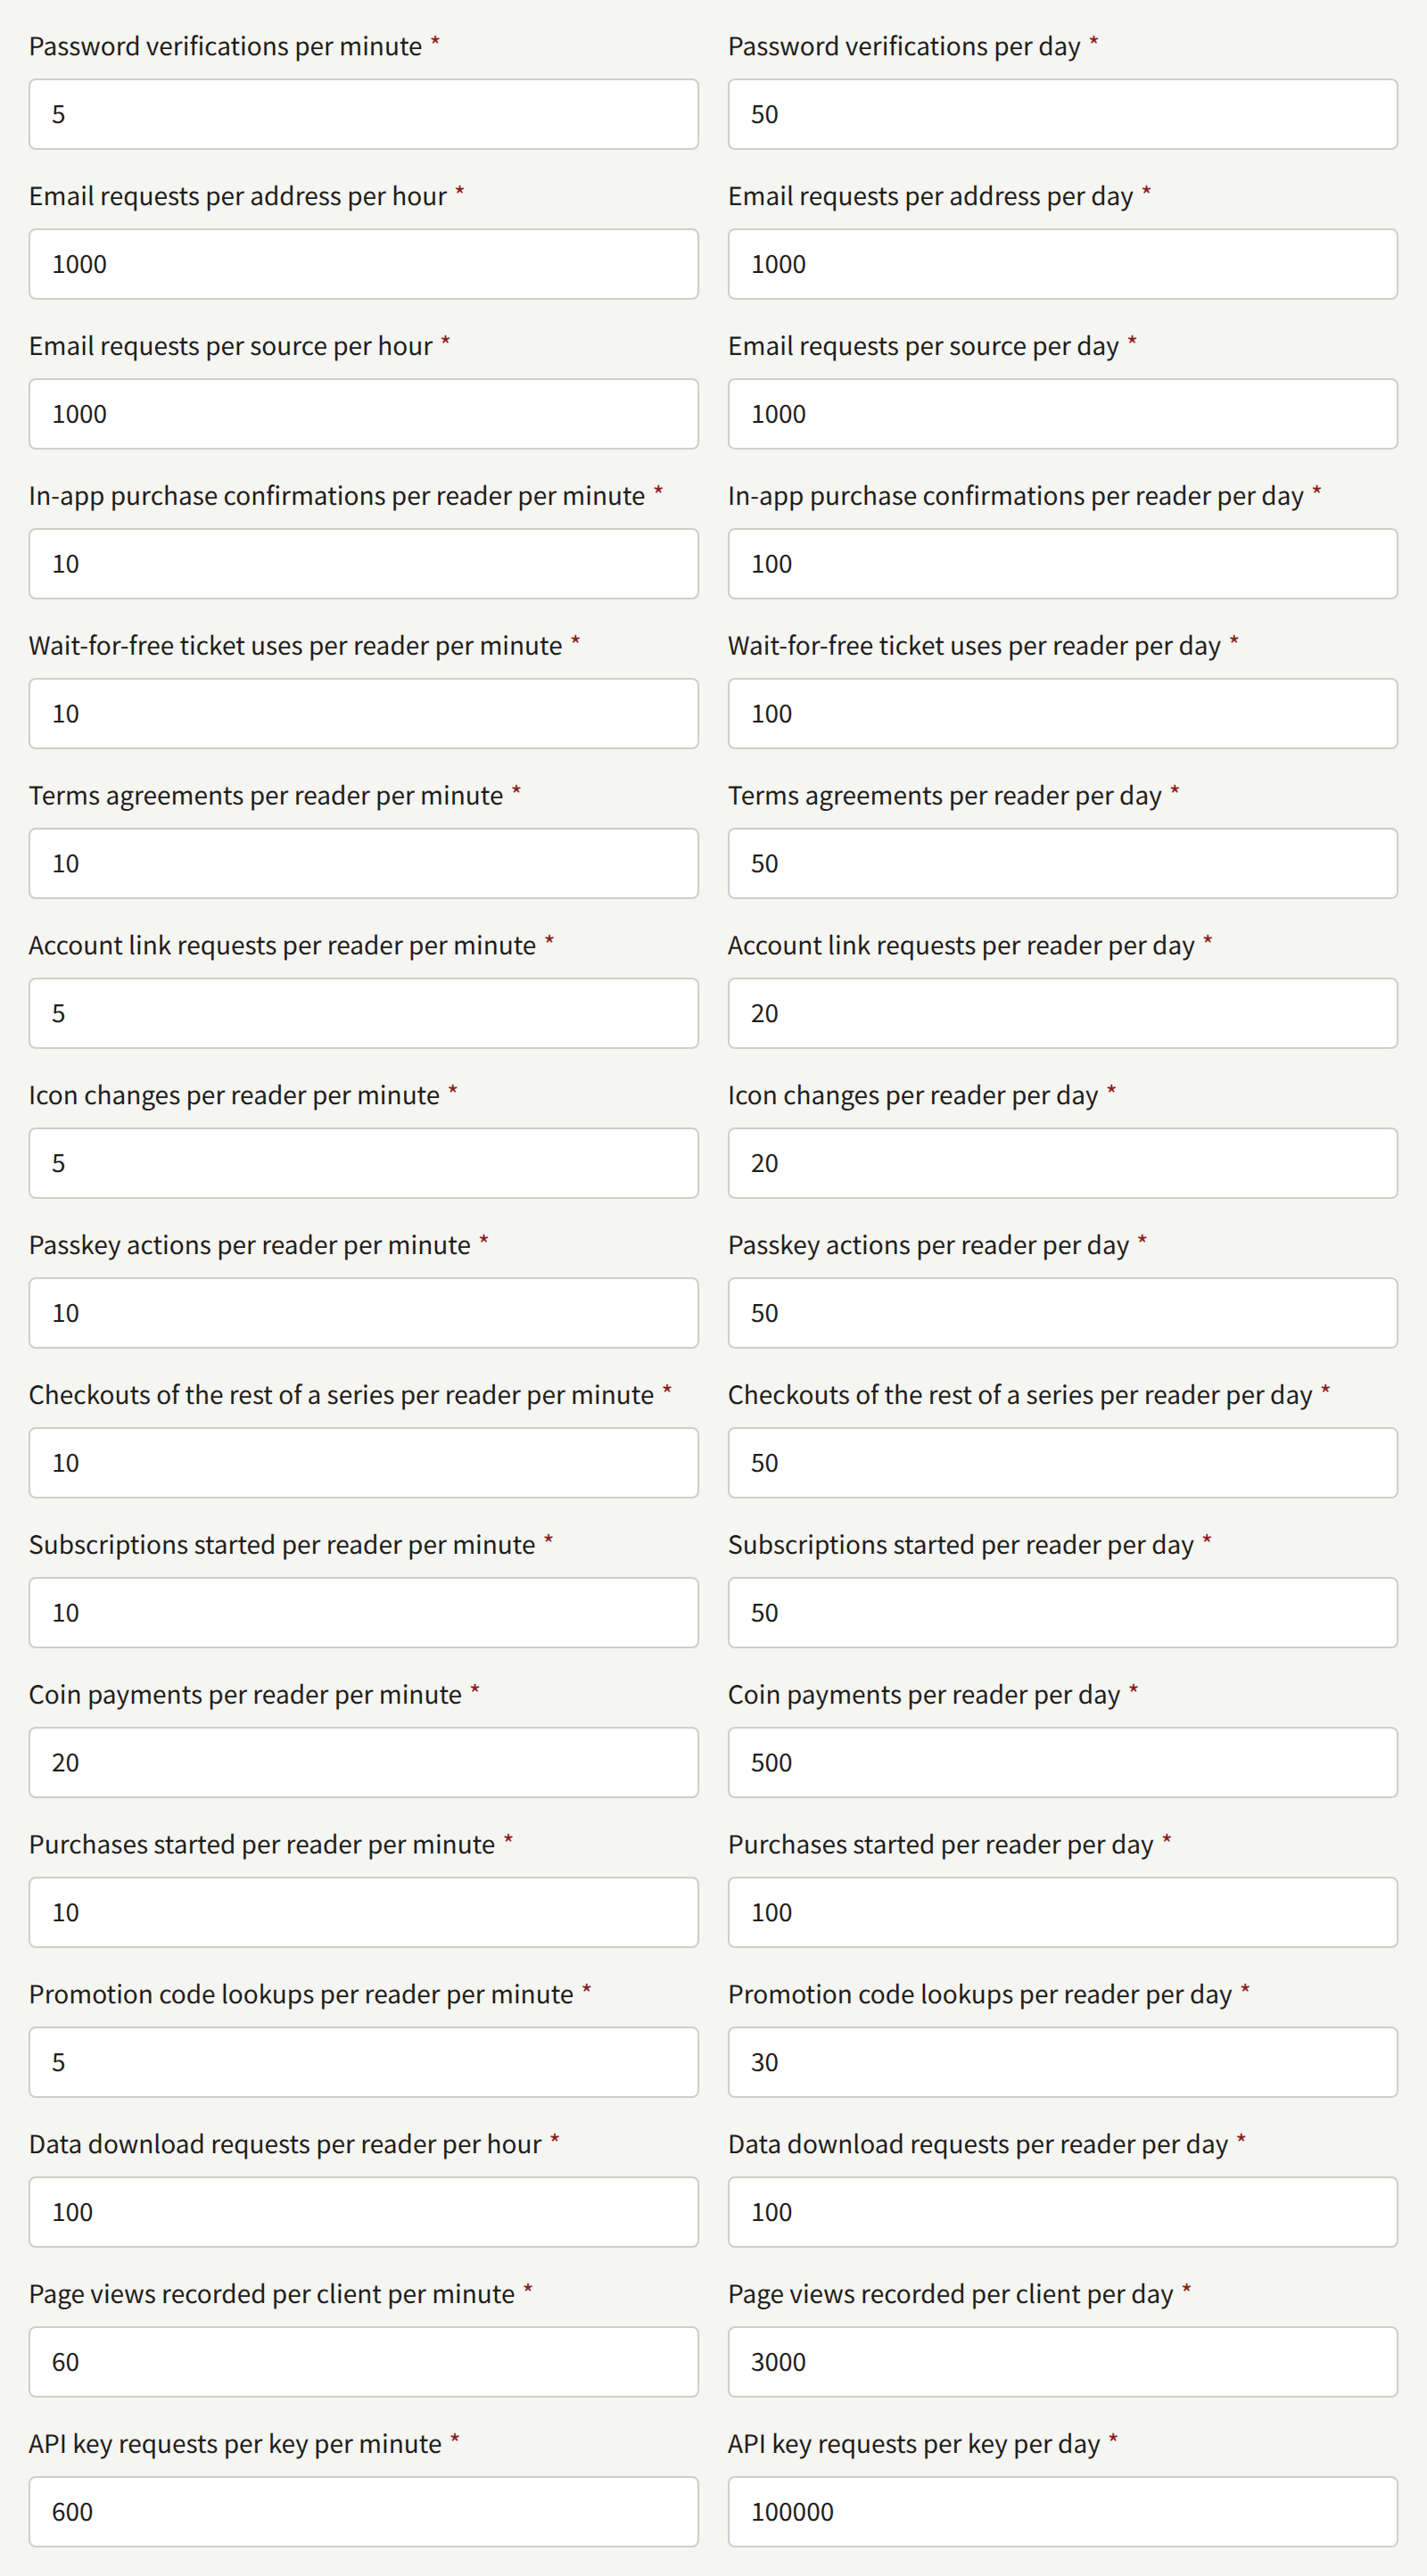 Password verifications per minute *
Password verifications per day *
5
50
Email requests per address per hour *
Email requests per address per day *
1000
1000
Email requests per source per hour *
Email requests per source per day *
1000
1000
In-app purchase confirmations per reader per minute *
In-app purchase confirmations per reader per day *
10
100
Wait-for-free ticket uses per reader per minute *
Wait-for-free ticket uses per reader per day *
10
100
Terms agreements per reader per minute *
Terms agreements per reader per day *
10
50
Account link requests per reader per minute *
Account link requests per reader per day *
5
20
Icon changes per reader per minute *
Icon changes per reader per day *
5
20
Passkey actions per reader per minute *
Passkey actions per reader per day *
10
50
Checkouts of the rest of a series per reader per minute *
Checkouts of the rest of a series per reader per day *
10
50
Subscriptions started per reader per minute *
Subscriptions started per reader per day *
10
50
Coin payments per reader per minute *
Coin payments per reader per day *
20
500
Purchases started per reader per minute *
Purchases started per reader per day *
10
100
Promotion code lookups per reader per minute *
Promotion code lookups per reader per day *
5
30
Data download requests per reader per hour *
Data download requests per reader per day *
100
100
Page views recorded per client per minute *
Page views recorded per client per day *
60
3000
API key requests per key per minute *
API key requests per key per day *
600
100000